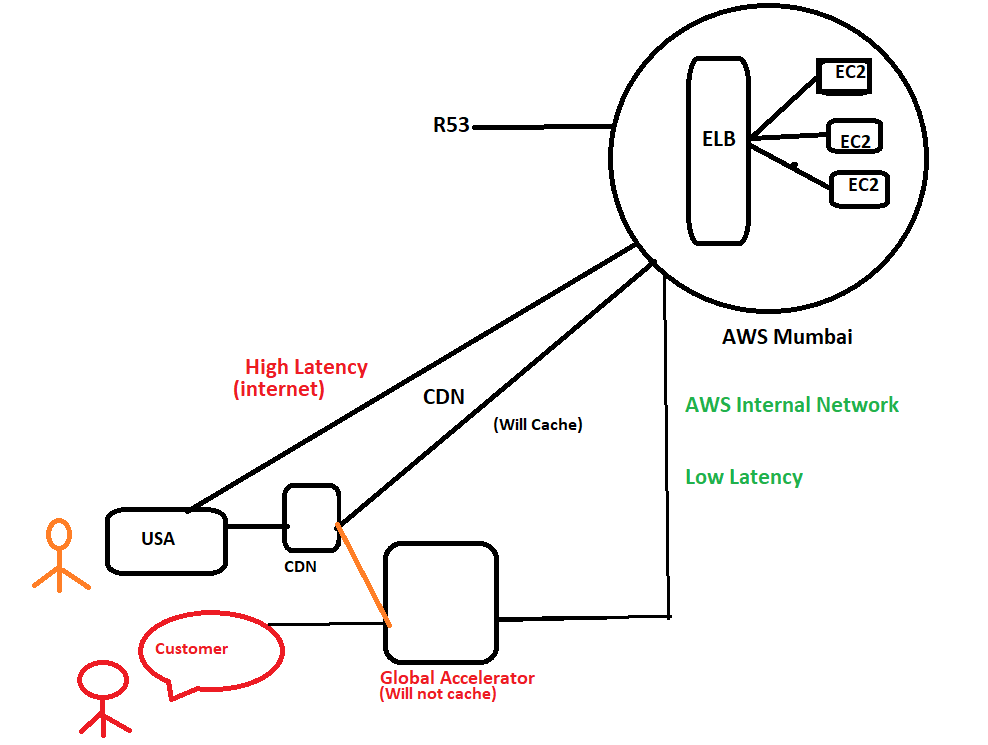 EC2
R53
ELB
EC2
EC2
AWS Mumbai
High Latency
(internet)
CDN
(Will Cache)
AWS Internal Network
Low Latency
USA
CDN
Customer
Global Accelerator
(Will not cache)